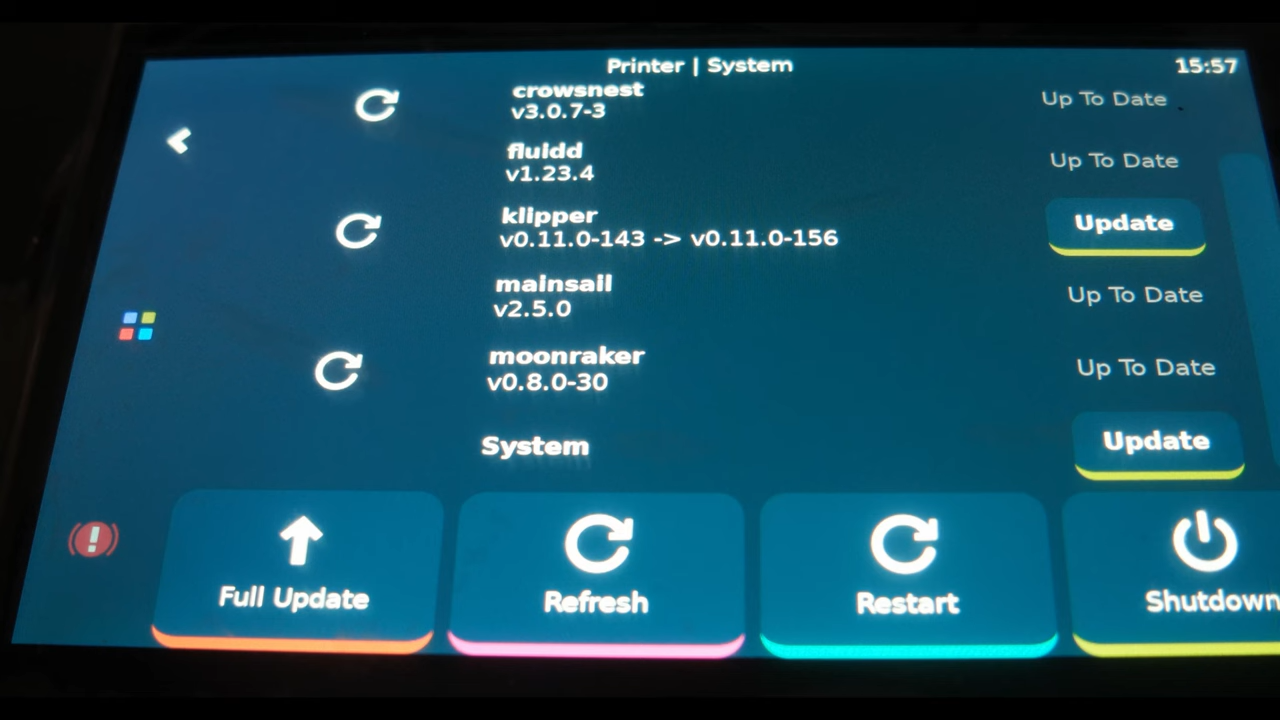 Printer | System
15:57
crowsnest
v3.0.7-3
Up To Date
fluidd
v1.23.4
Up To Date
klipper
v0.11.0-143 -> v0.11.0-156
Update
mainsail
v2.5.0
Up To Date
moonraker
v0.8.0-30
Up To Date
System
Update
Full Update
Refresh
Restart
Shutdown